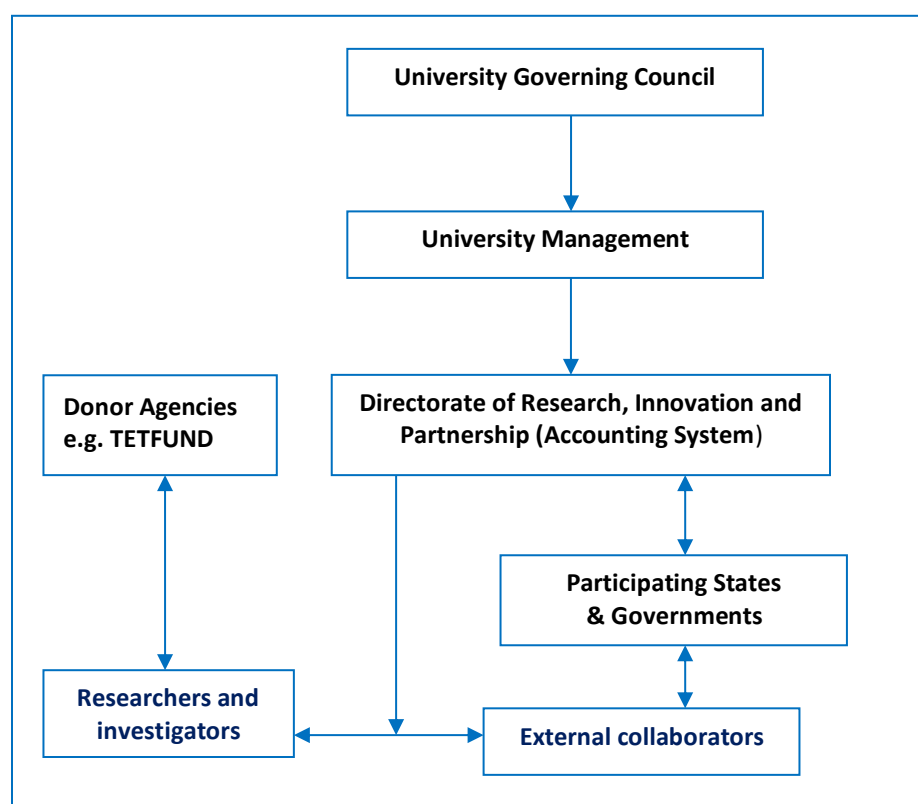 University Governing Council
University Management
Donor Agencies
e.g. TETFUND
Directorate of Research, Innovation and
Partnership (Accounting System)
Participating States
& Governments
Researchers and
investigators
External collaborators